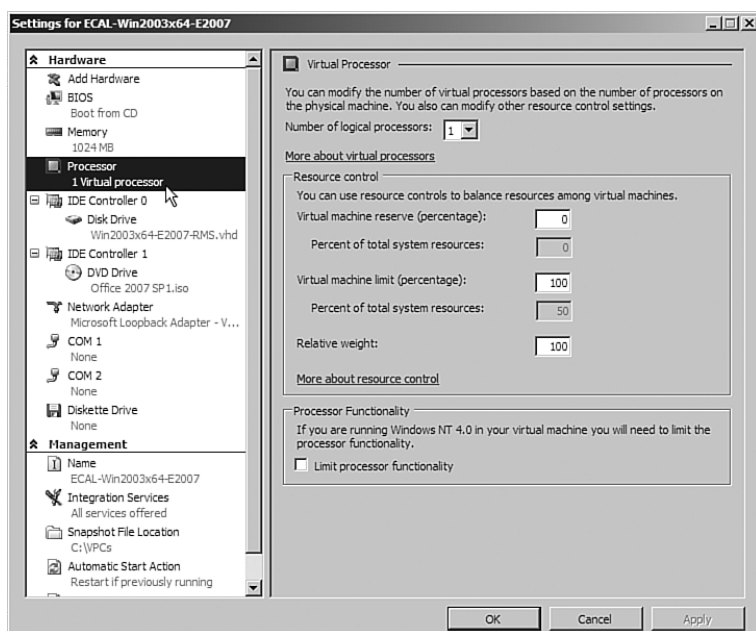 Settings for ECAL-Win2003x64-E2007
Hardware
Add Hardware
BIOS
Boot from CD
Memory
1024 MB
Processor
1 Virtual processor
IDE Controller 0
Disk Drive
Win2003x64-E2007-RMS.vhd
IDE Controller 1
DVD Drive
Office 2007 SP1.iso
Network Adapter
Microsoft Loopback Adapter - V...
COM 1
None
COM 2
None
Diskette Drive
None
Management
Name
ECAL-Win2003x64-E2007
Integration Services
All services offered
Snapshot File Location
C:\VPCs
Automatic Start Action
Restart if previously running
Virtual Processor
You can modify the number of virtual processors based on the number of processors on
the physical machine. You also can modify other resource control settings.
Number of logical processors: 1
More about virtual processors
Resource control
You can use resource controls to balance resources among virtual machines.
Virtual machine reserve (percentage): 0
Percent of total system resources: 0
Virtual machine limit (percentage): 100
Percent of total system resources: 50
Relative weight: 100
More about resource control
Processor Functionality
If you are running Windows NT 4.0 in your virtual machine you will need to limit the
processor functionality.
Limit processor functionality
OK Cancel Apply